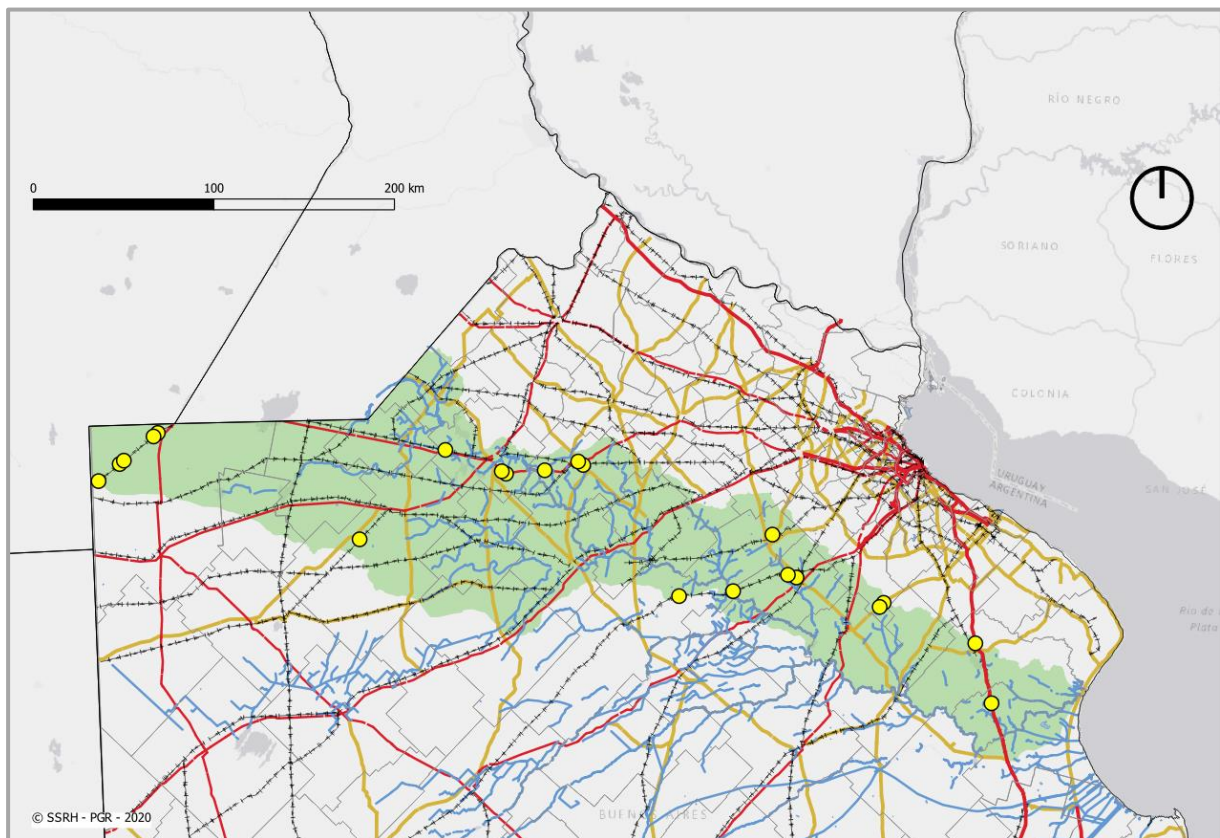 RÍO NEGRO
0 100 200 km
SORIANO
FLORES
COLONIA
URUGUAY
ARGENTINA
SAN JOSÉ
Río de la
Plata
BUENOS AIRES
© SSRH - PGR - 2020